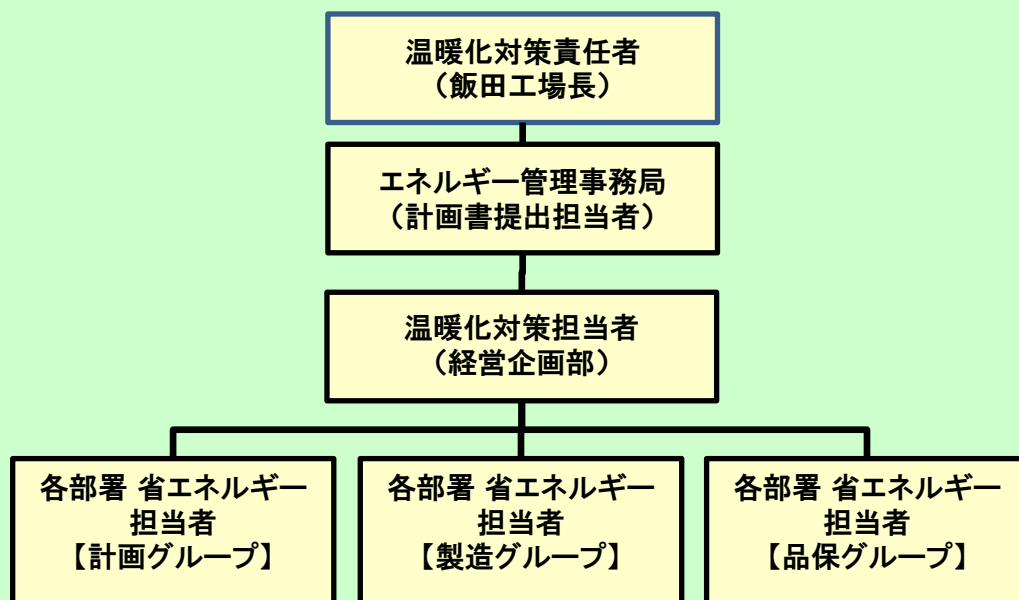 温暖化対策責任者
（飯田工場長）
エネルギー管理事務局
（計画書提出担当者）
温暖化対策担当者
（経営企画部）
各部署 省エネルギー
担当者
【計画グループ】
各部署 省エネルギー
担当者
【製造グループ】
各部署 省エネルギー
担当者
【品保グループ】